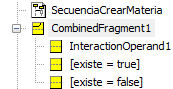 SecuenciaCrearMateria
CombinedFragment1
InteractionOperand1
[existe = true]
[existe = false]